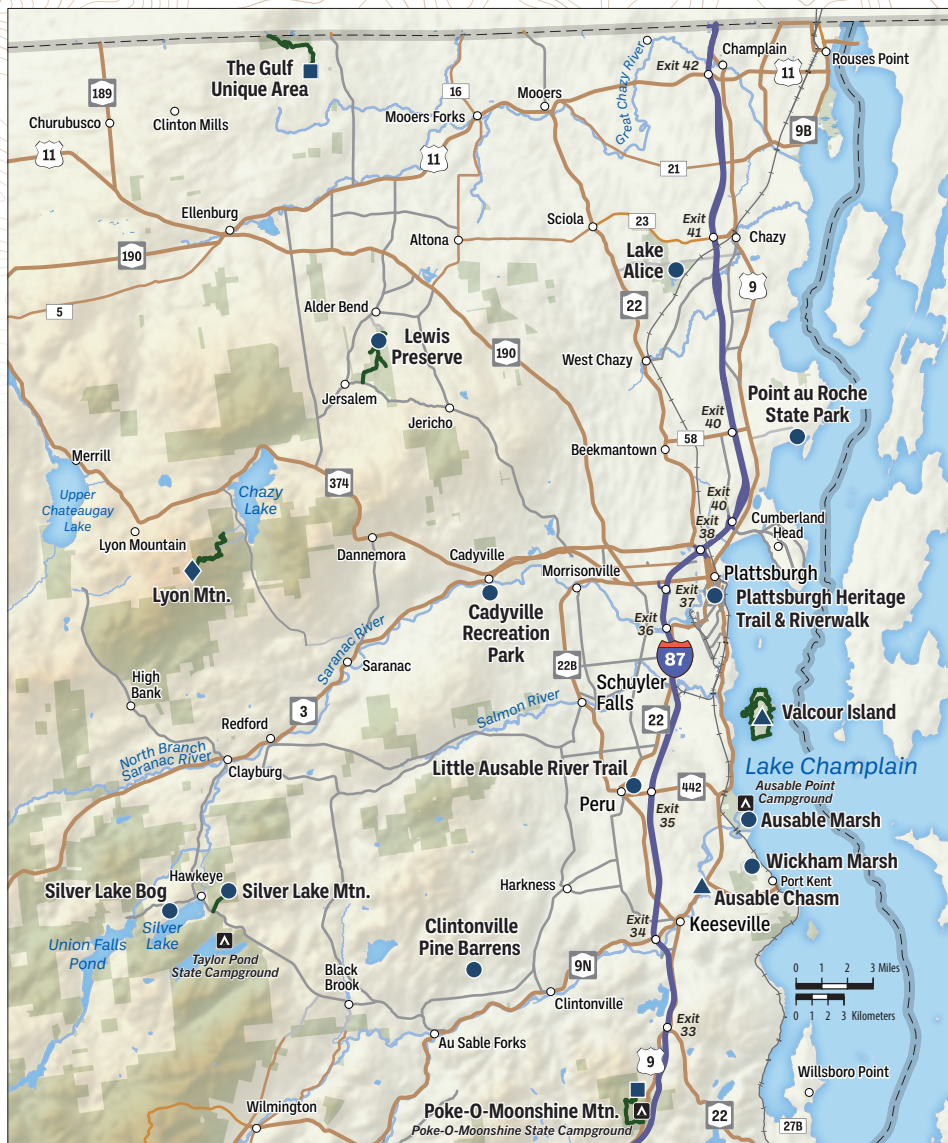 The Gulf
Unique Area
189
Churubusco
Clinton Mills
11
16
Mooers Forks
Mooers
11
Great Chazy River
Exit 42
Champlain
11
Rouses Point
9B
21
Ellenburg
190
5
Altona
Sciola
23
Exit
41
Chazy
Lake
Alice
22
9
Alder Bend
Lewis
Preserve
190
West Chazy
Jersalem
Jericho
Point au Roche
State Park
Exit
40
58
Beekmantown
Merrill
Upper
Chateaugay
Lake
Chazy
Lake
374
Lyon Mountain
Lyon Mtn.
Dannemora
Cadyville
Cadyville
Recreation
Park
Morrisonville
Exit
40
Exit
38
Cumberland
Head
Plattsburgh
Plattsburgh Heritage
Trail & Riverwalk
Exit
37
Exit
36
87
Saranac River
Saranac
22B
Schuyler
Falls
High
Bank
3
Salmon River
22
Valcour Island
Redford
North Branch
Saranac River
Clayburg
Lake Champlain
Little Ausable River Trail
Peru
442
Exit
35
Ausable Point
Campground
Ausable Marsh
Wickham Marsh
Port Kent
Hawkeye
Silver Lake Bog
Silver Lake Mtn.
Harkness
Ausable Chasm
Union Falls
Pond
Silver
Lake
Taylor Pond
State Campground
Clintonville
Pine Barrens
Exit
34
Keeseville
9N
Black
Brook
Clintonville
0 1 2 3 Miles
0 1 2 3 Kilometers
Au Sable Forks
Exit
33
9
Willsboro Point
Wilmington
Poke-O-Moonshine Mtn.
Poke-O-Moonshine State Campground
22
27B